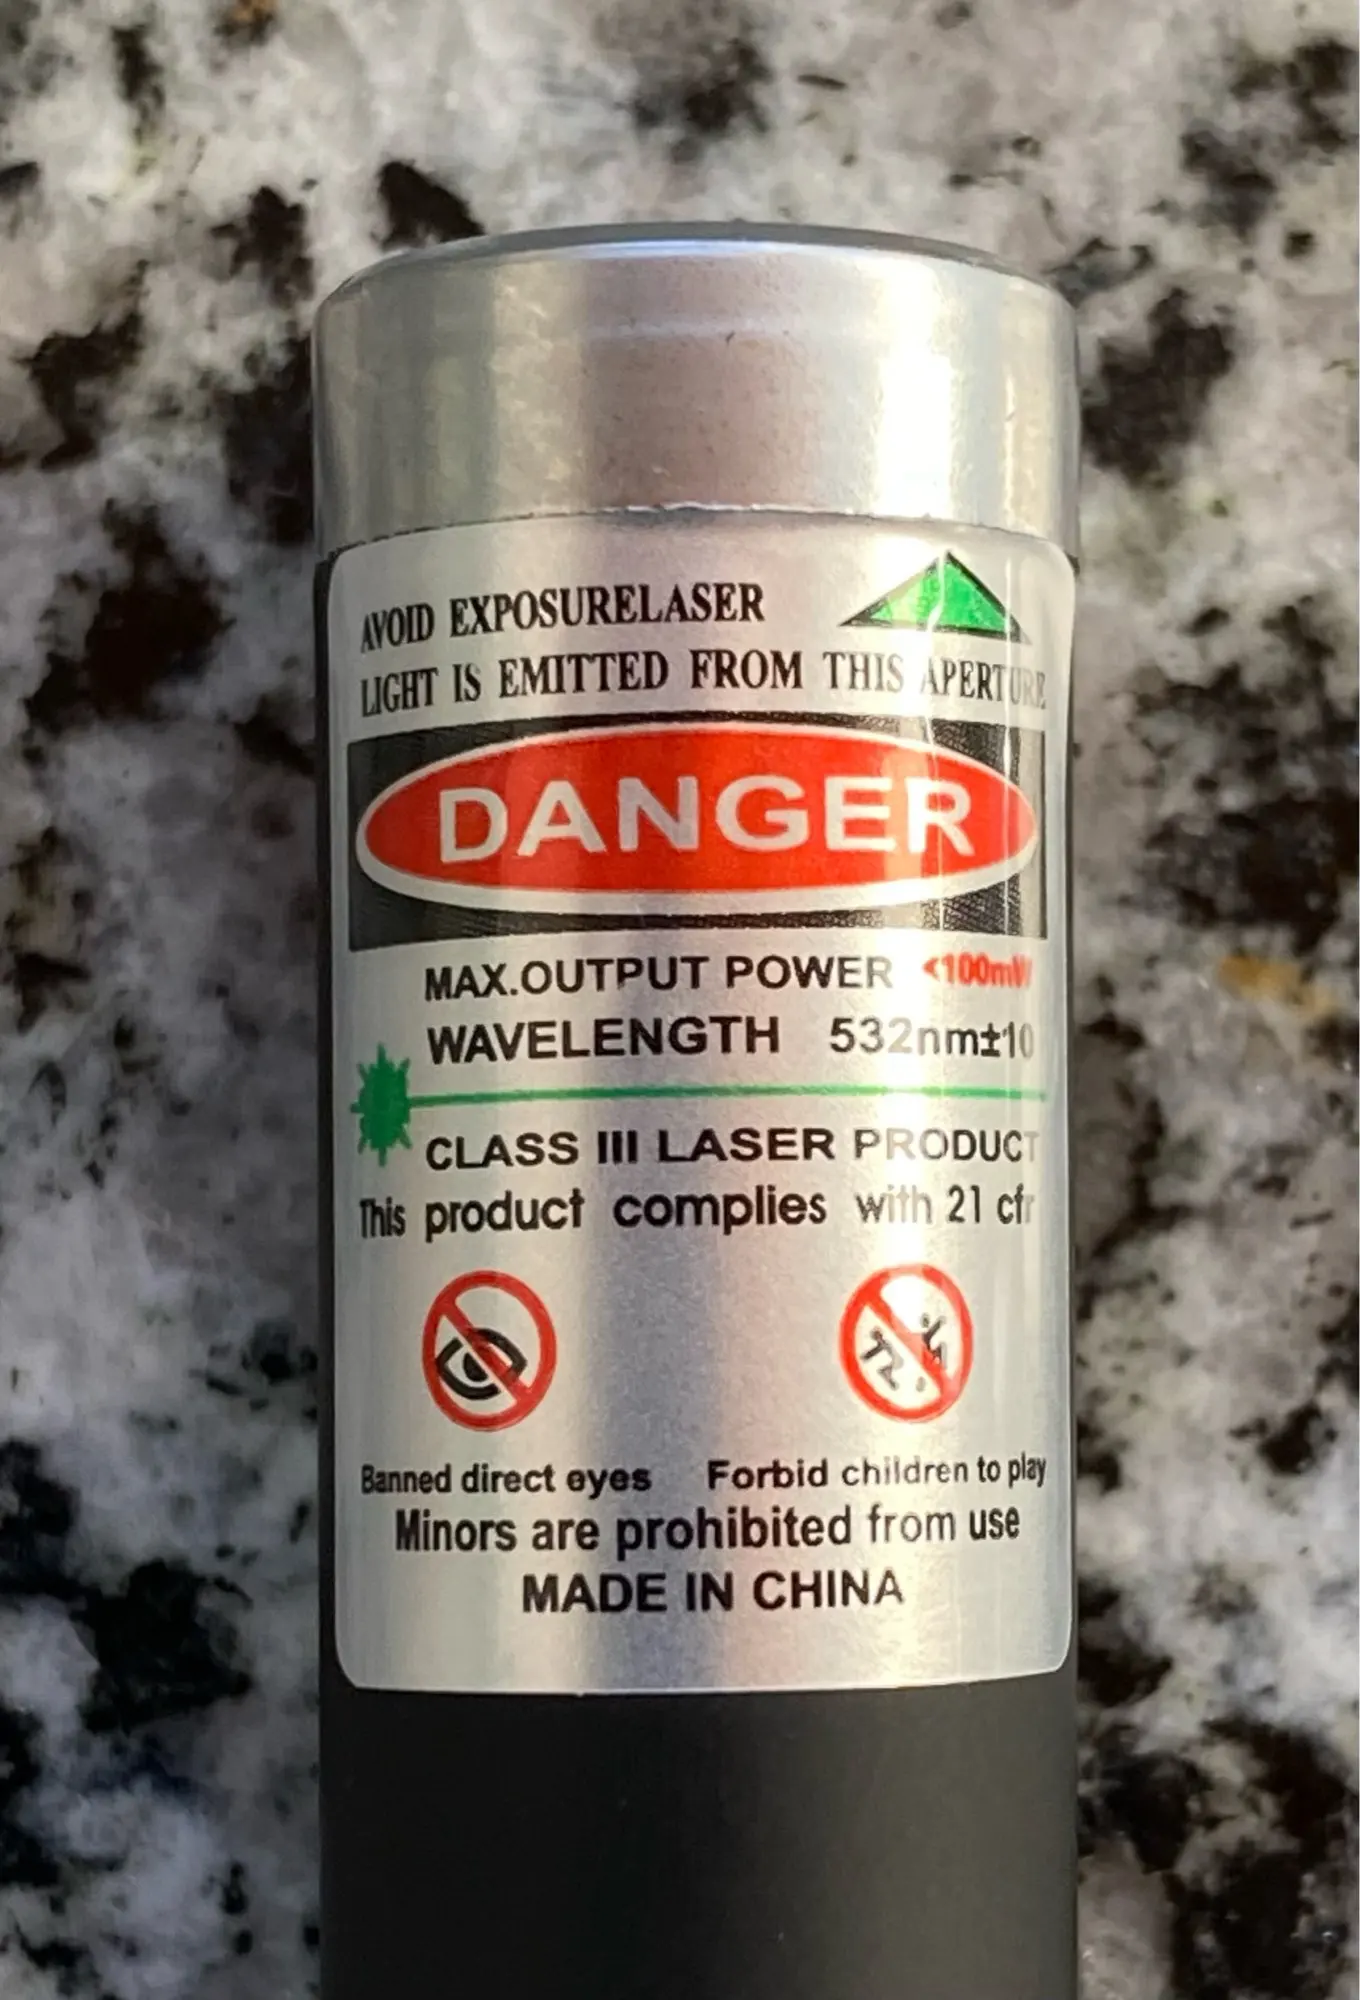 AVOID EXPOSURELASER
LIGHT IS EMITTED FROM THIS APERTURE
DANGER
MAX.OUTPUT POWER <100mW
WAVELENGTH 532nm±10
CLASS III LASER PRODUCT
This product complies with 21 cfr
Banned direct eyes Forbid children to play
Minors are prohibited from use
MADE IN CHINA